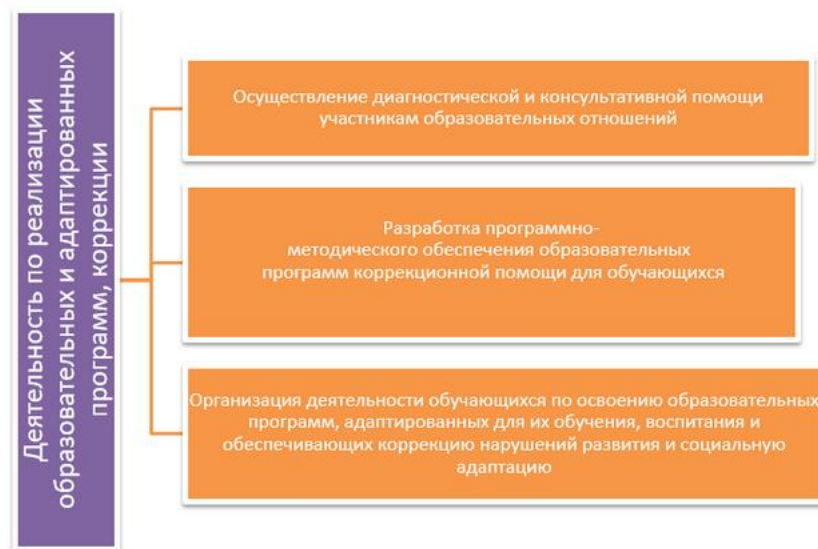 Деятельность по реализации
образовательных и адаптированных
программ, коррекции
Осуществление диагностической и консультативной помощи
участникам образовательных отношений
Разработка программно-
методического обеспечения образовательных
программ коррекционной помощи для обучающихся
Организация деятельности обучающихся по освоению образовательных
программ, адаптированных для их обучения, воспитания и
обеспечивающих коррекцию нарушений развития и социальную
адаптацию